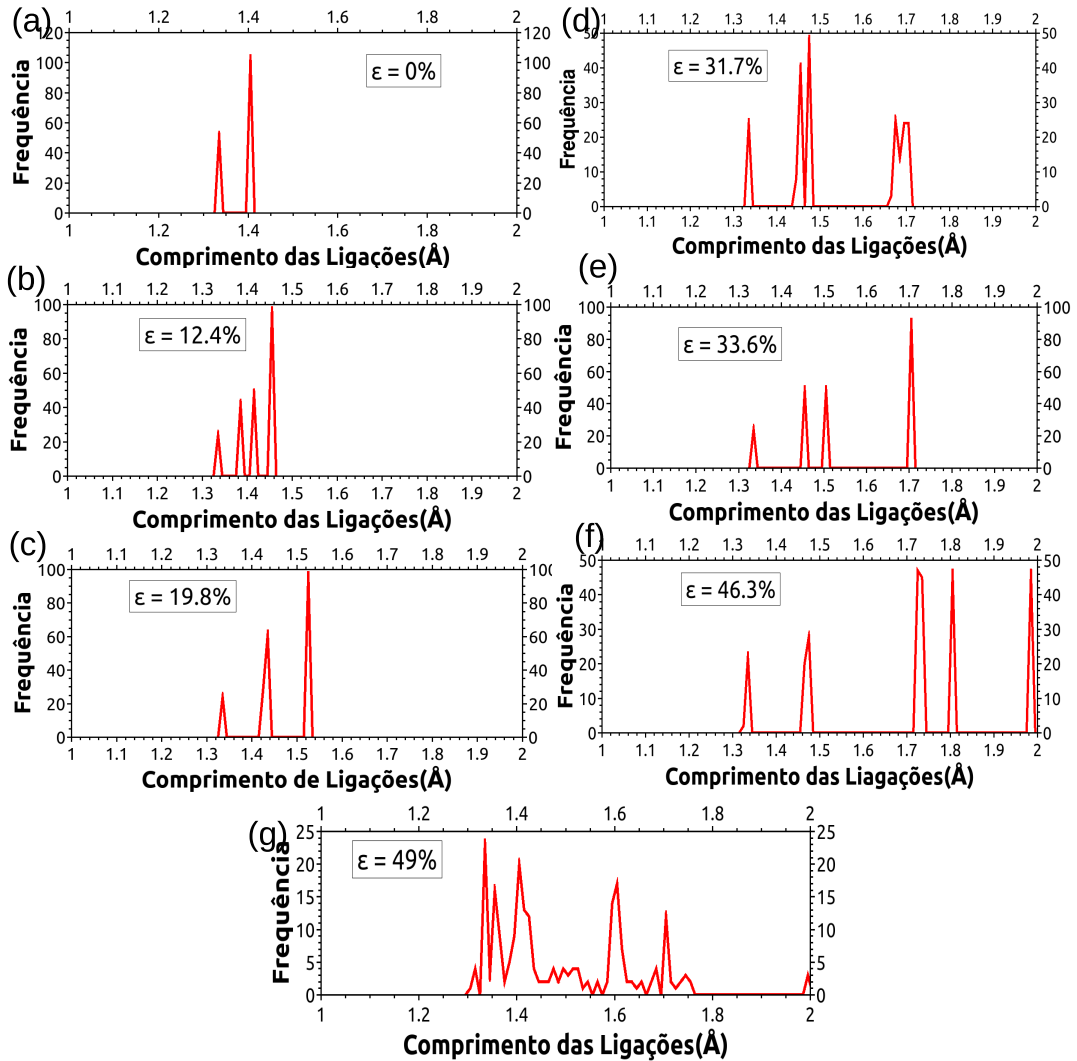 (a)
1 1.2 1.4 1.6 1.8 2
120 120
100 100
80 80
60 60
40 40
20 20
0 0
ε = 0%
Frequência
1 1.2 1.4 1.6 1.8 2
Comprimento das Ligações(Å)
(b)
1 1.1 1.2 1.3 1.4 1.5 1.6 1.7 1.8 1.9 2
100 100
80 80
60 60
40 40
20 20
0 0
ε = 12.4%
Frequência
1 1.1 1.2 1.3 1.4 1.5 1.6 1.7 1.8 1.9 2
Comprimento das Ligações(Å)
(c)
1 1.1 1.2 1.3 1.4 1.5 1.6 1.7 1.8 1.9 2
100 100
80 80
60 60
40 40
20 20
0 0
ε = 19.8%
Frequência
1 1.1 1.2 1.3 1.4 1.5 1.6 1.7 1.8 1.9 2
Comprimento de Ligações(Å)
(d)
1 1.1 1.2 1.3 1.4 1.5 1.6 1.7 1.8 1.9 2
50 50
40 40
30 30
20 20
10 10
0 0
ε = 31.7%
Frequência
1 1.1 1.2 1.3 1.4 1.5 1.6 1.7 1.8 1.9 2
Comprimento das Ligações(Å)
(e)
1 1.1 1.2 1.3 1.4 1.5 1.6 1.7 1.8 1.9 2
100 100
80 80
60 60
40 40
20 20
0 0
ε = 33.6%
Frequência
1 1.1 1.2 1.3 1.4 1.5 1.6 1.7 1.8 1.9 2
Comprimento das Ligações(Å)
(f)
1 1.1 1.2 1.3 1.4 1.5 1.6 1.7 1.8 1.9 2
50 50
40 40
30 30
20 20
10 10
0 0
ε = 46.3%
Frequência
1 1.1 1.2 1.3 1.4 1.5 1.6 1.7 1.8 1.9 2
Comprimento das Liagações(Å)
(g)
1 1.2 1.4 1.6 1.8 2
25 25
20 20
15 15
10 10
5 5
0 0
ε = 49%
Frequência
1 1.2 1.4 1.6 1.8 2
Comprimento das Ligações(Å)